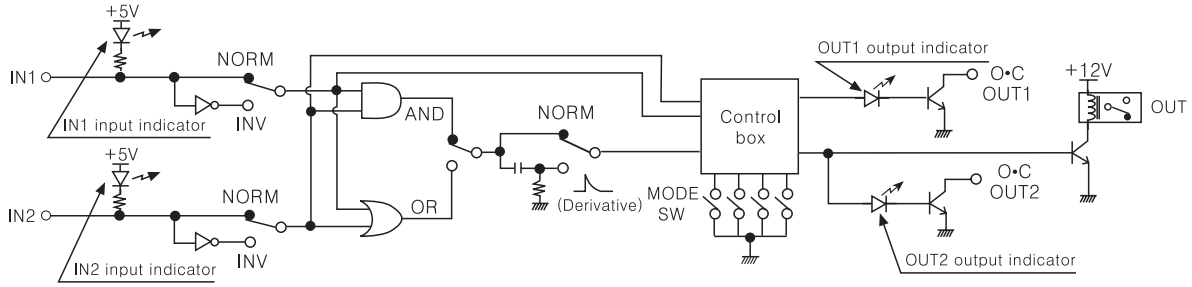 +5V
IN1
NORM
INV
IN1 input indicator
+5V
IN2
NORM
INV
IN2 input indicator
AND
OR
NORM
(Derivative)
Control
box
MODE
SW
OUT1 output indicator
O•C
OUT1
+12V
OUT
O•C
OUT2
OUT2 output indicator